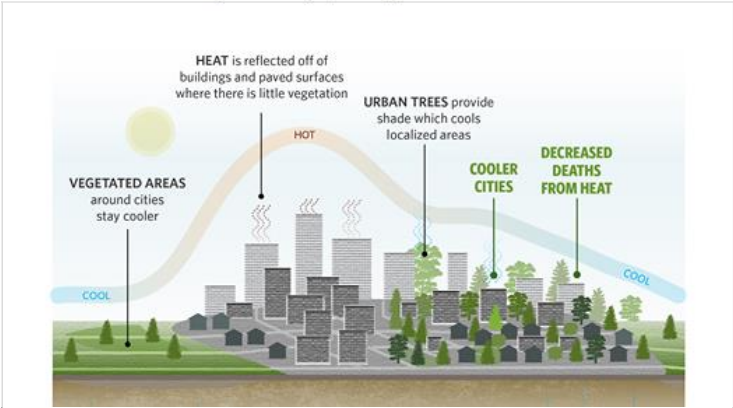 HEAT is reflected off of
buildings and paved surfaces
where there is little vegetation
URBAN TREES provide
shade which cools
localized areas
HOT
DECREASED
DEATHS
FROM HEAT
COOLER
CITIES
VEGETATED AREAS
around cities
stay cooler
COOL
COOL